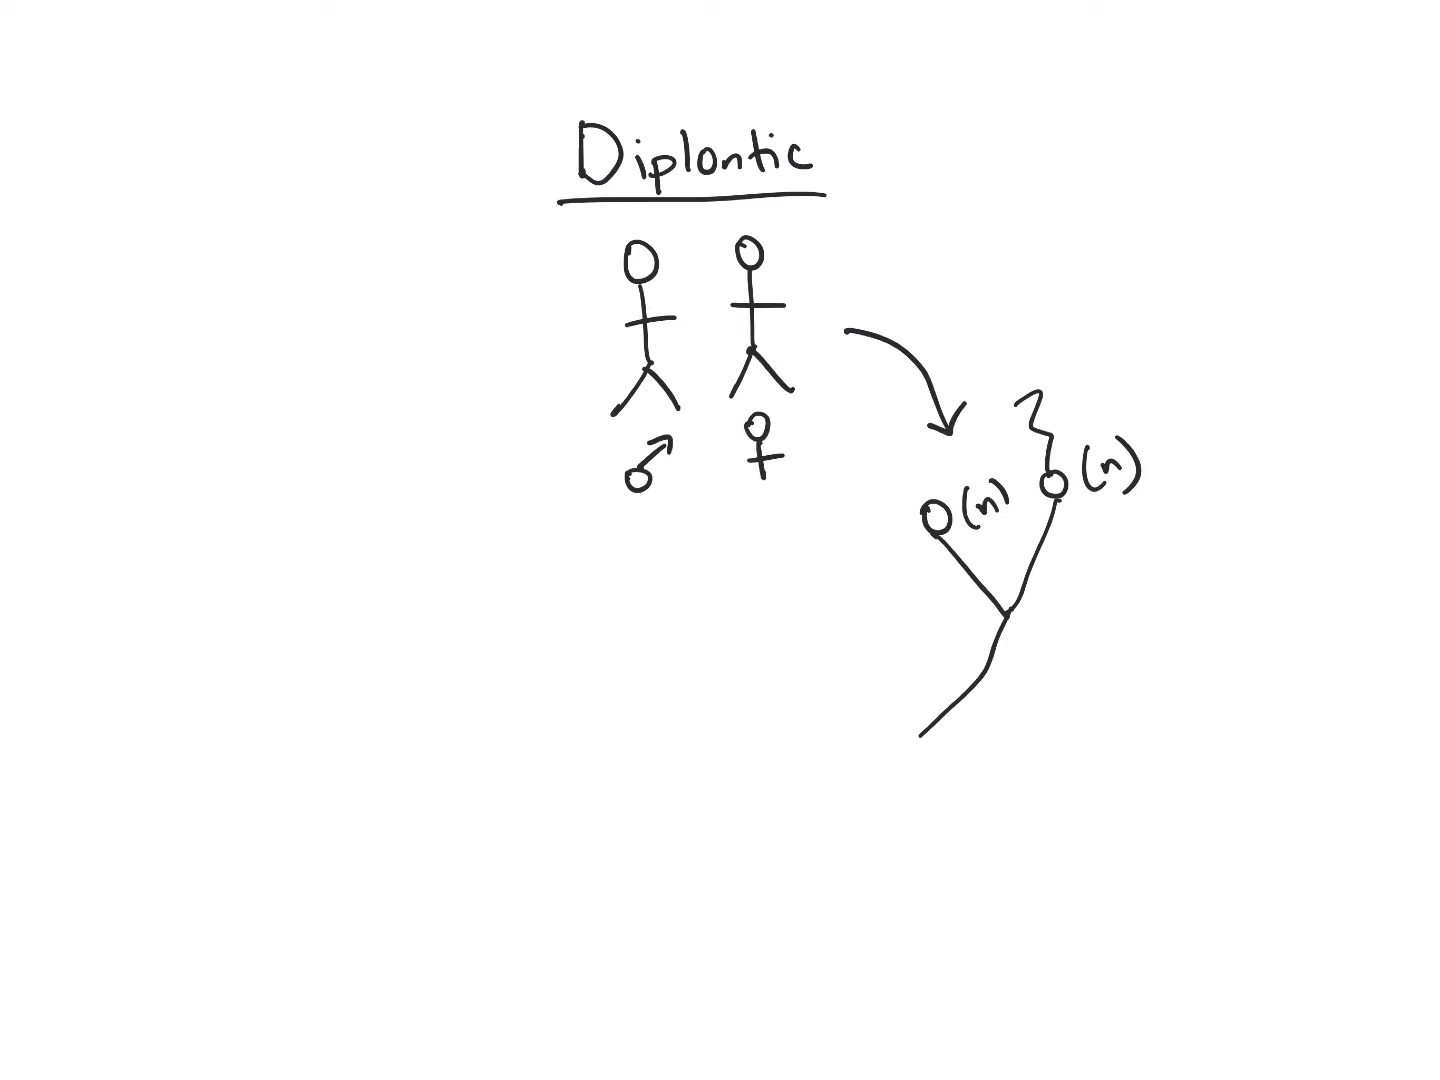 Diplontic
♂ ♀
(n) (n)